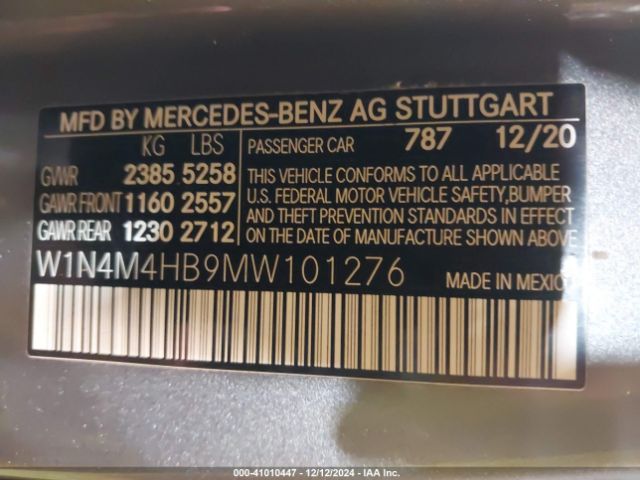 MFD BY MERCEDES-BENZ AG STUTTGART
KG LBS
GVWR 2385 5258
GAWR FRONT 1160 2557
GAWR REAR 1230 2712
PASSENGER CAR 787 12/20
THIS VEHICLE CONFORMS TO ALL APPLICABLE
U.S. FEDERAL MOTOR VEHICLE SAFETY, BUMPER
AND THEFT PREVENTION STANDARDS IN EFFECT
ON THE DATE OF MANUFACTURE SHOWN ABOVE.
W1N4M4HB9MW101276
MADE IN MEXICO
000-41010447 - 12/12/2024 - IAA Inc.